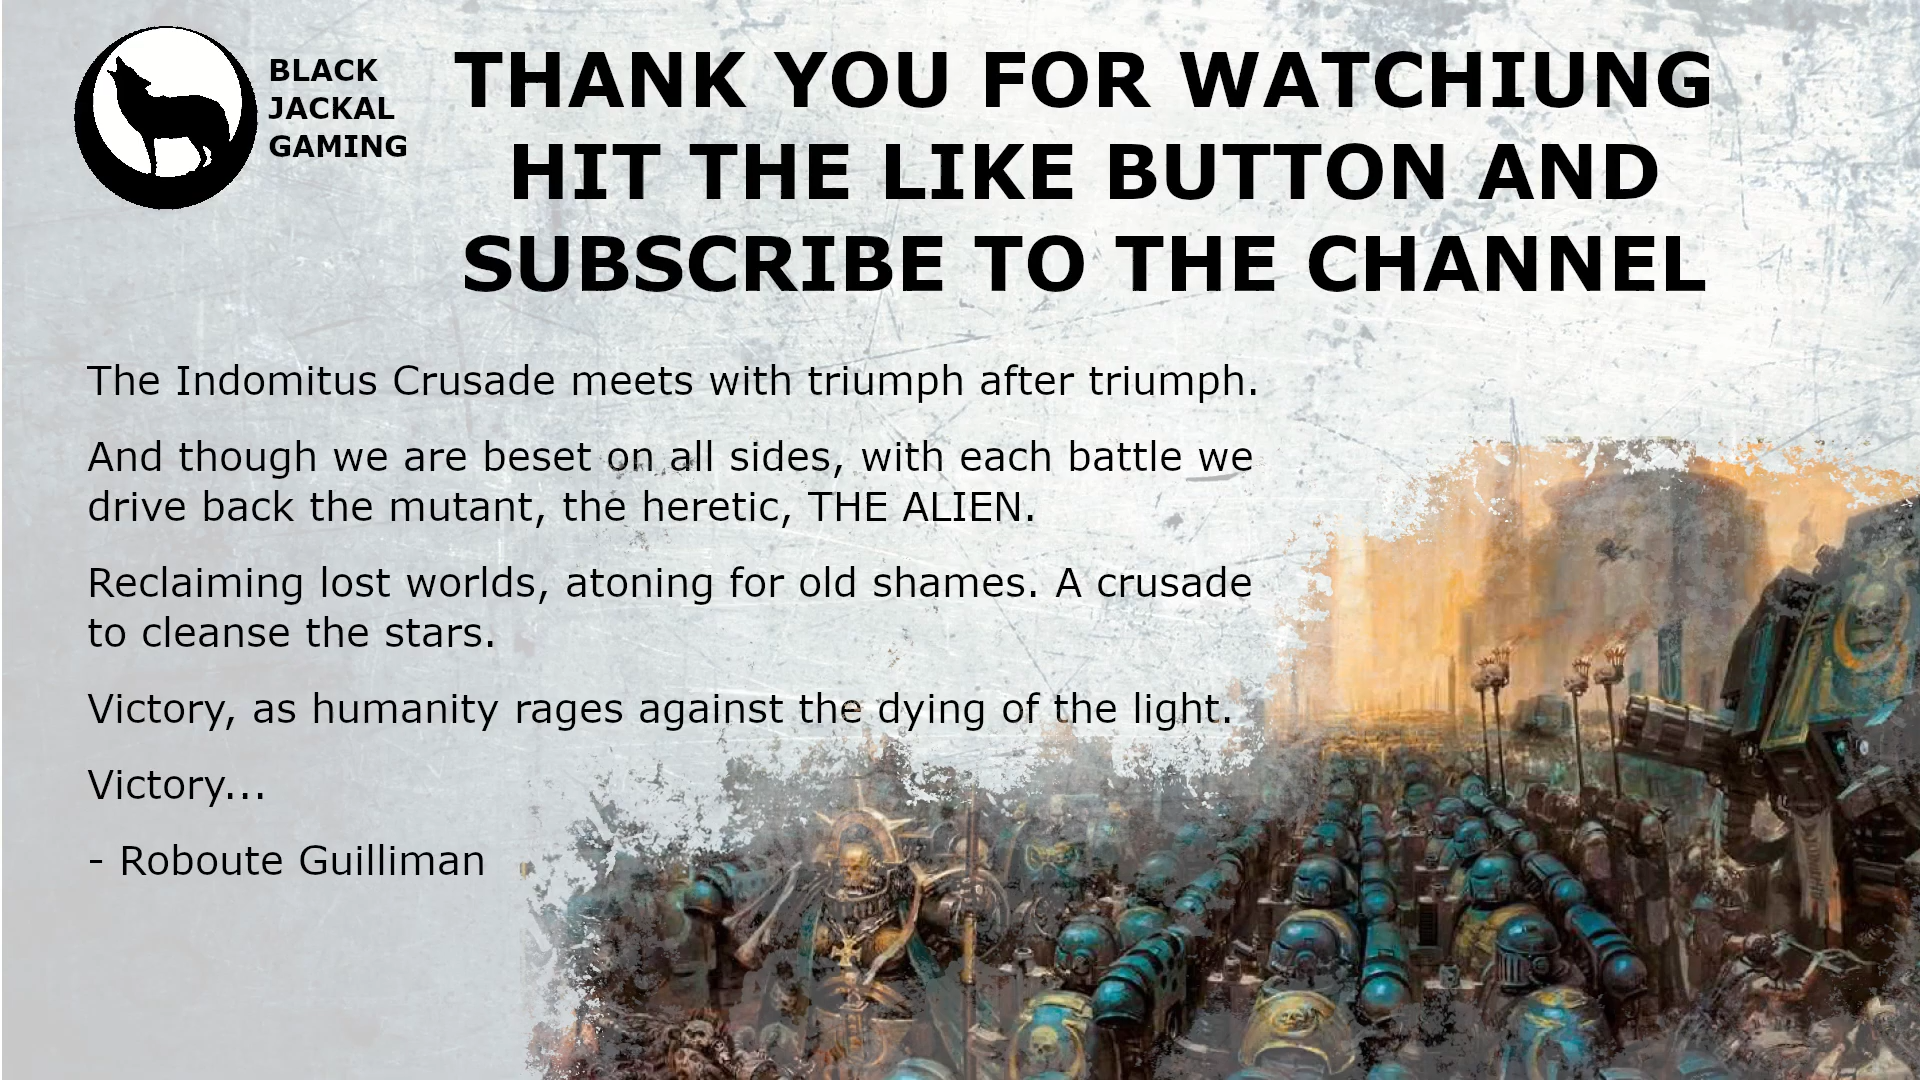 BLACK
JACKAL
GAMING
THANK YOU FOR WATCHIUNG
HIT THE LIKE BUTTON AND
SUBSCRIBE TO THE CHANNEL
The Indomitus Crusade meets with triumph after triumph.
And though we are beset on all sides, with each battle we
drive back the mutant, the heretic, THE ALIEN.
Reclaiming lost worlds, atoning for old shames. A crusade
to cleanse the stars.
Victory, as humanity rages against the dying of the light.
Victory...
- Roboute Guilliman